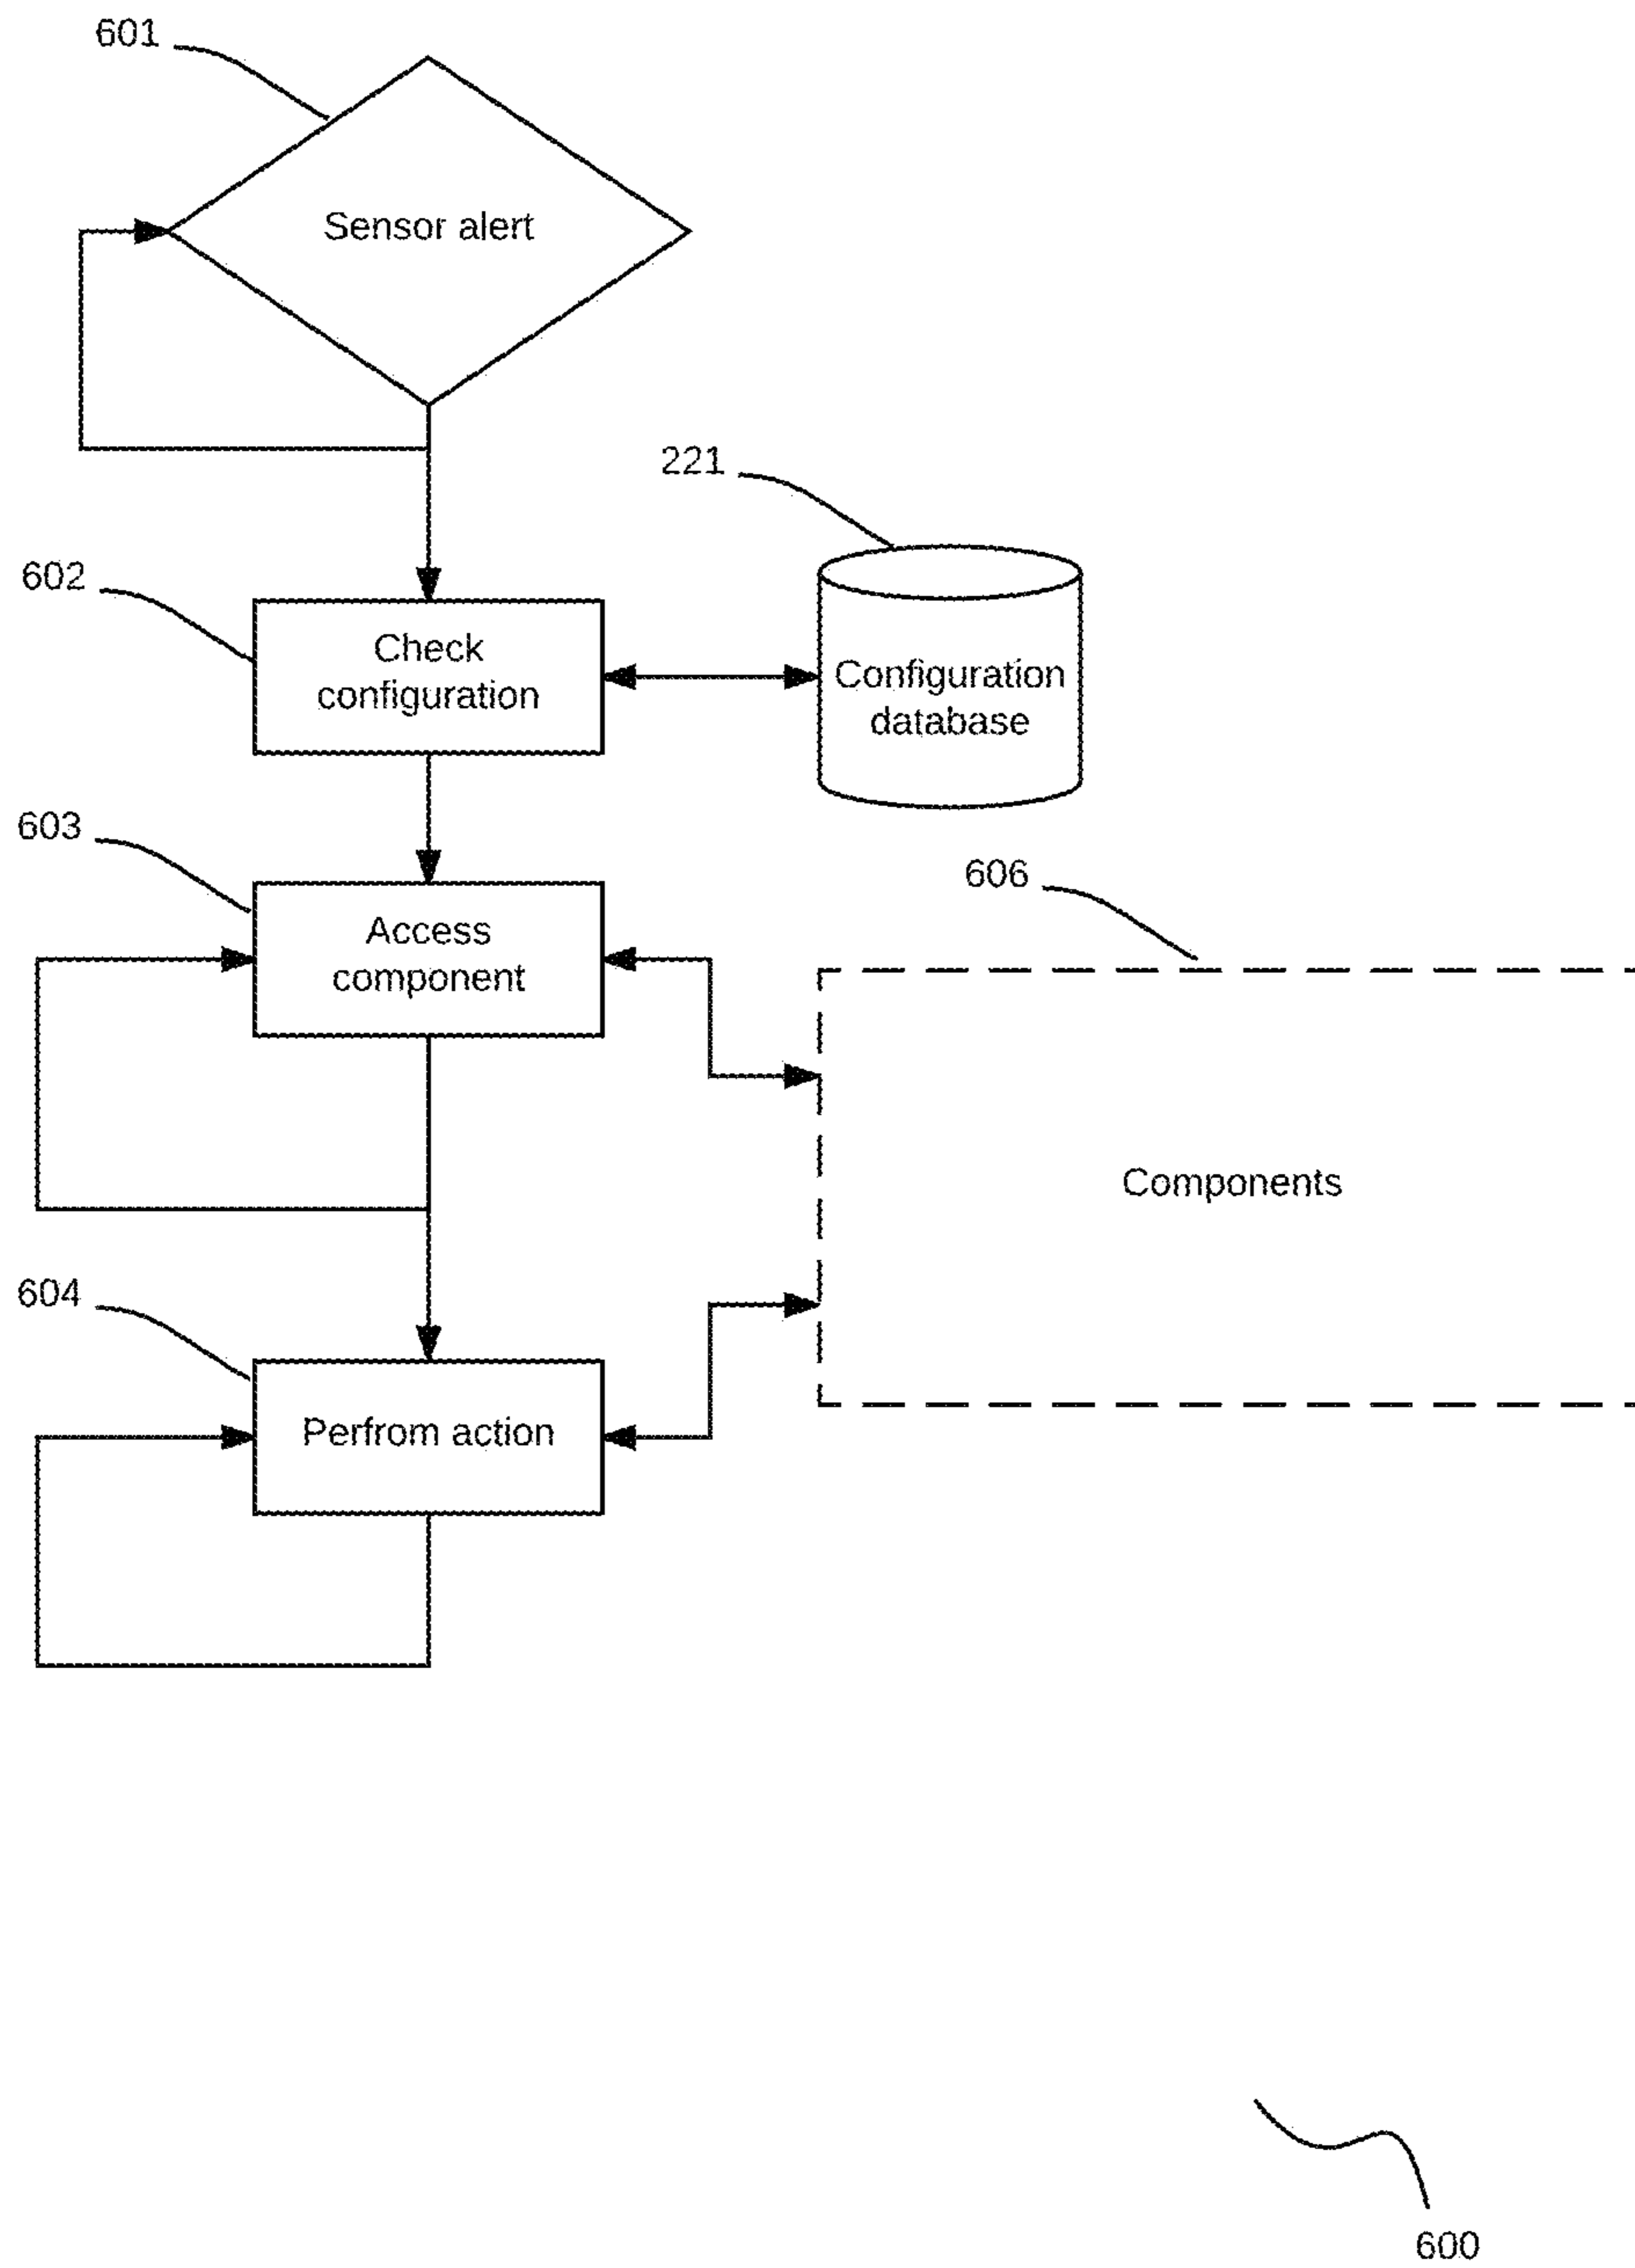 601
Sensor alert
221
602
Check
configuration
Configuration
database
603
Access
component
606
Components
604
Perfrom action
600